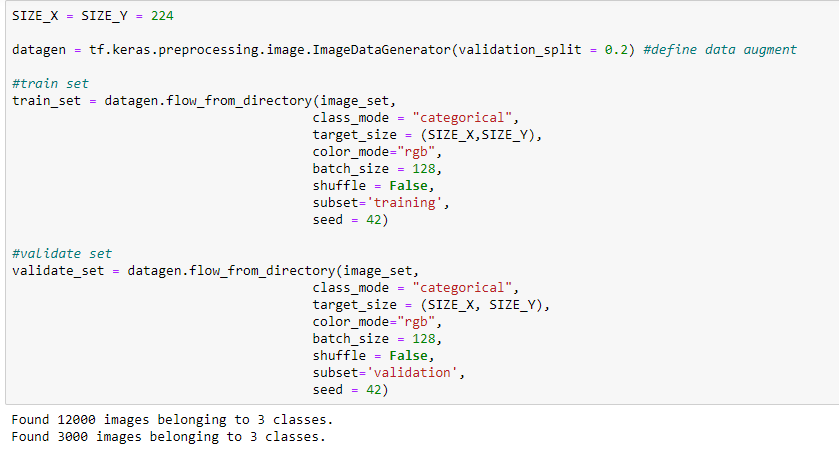 SIZE_X = SIZE_Y = 224
datagen = tf.keras.preprocessing.image.ImageDataGenerator(validation_split = 0.2) #define data augment
#train set
train_set = datagen.flow_from_directory(image_set,
class_mode = "categorical",
target_size = (SIZE_X,SIZE_Y),
color_mode="rgb",
batch_size = 128,
shuffle = False,
subset='training',
seed = 42)
#validate set
validate_set = datagen.flow_from_directory(image_set,
class_mode = "categorical",
target_size = (SIZE_X, SIZE_Y),
color_mode="rgb",
batch_size = 128,
shuffle = False,
subset='validation',
seed = 42)
Found 12000 images belonging to 3 classes.
Found 3000 images belonging to 3 classes.